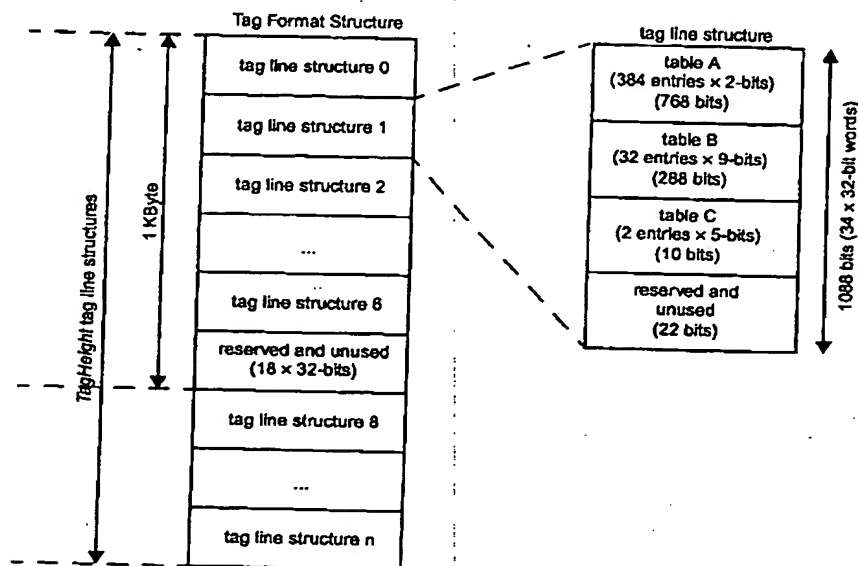 Tag Format Structure
tag line structure 0
tag line structure 1
tag line structure 2
...
tag line structure 6
reserved and unused
(18 × 32-bits)
tag line structure 8
...
tag line structure n
TagHeight tag line structures
1 KByte
tag line structure
table A
(384 entries × 2-bits)
(768 bits)
table B
(32 entries × 9-bits)
(288 bits)
table C
(2 entries × 5-bits)
(10 bits)
reserved and
unused
(22 bits)
1088 bits (34 x 32-bit words)